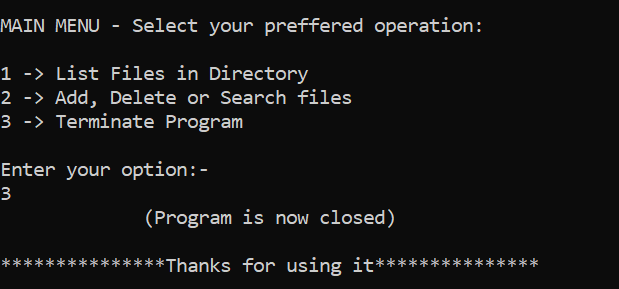 MAIN MENU - Select your preffered operation:
1 -> List Files in Directory
2 -> Add, Delete or Search files
3 -> Terminate Program
Enter your option:-
3
(Program is now closed)
***************Thanks for using it***************